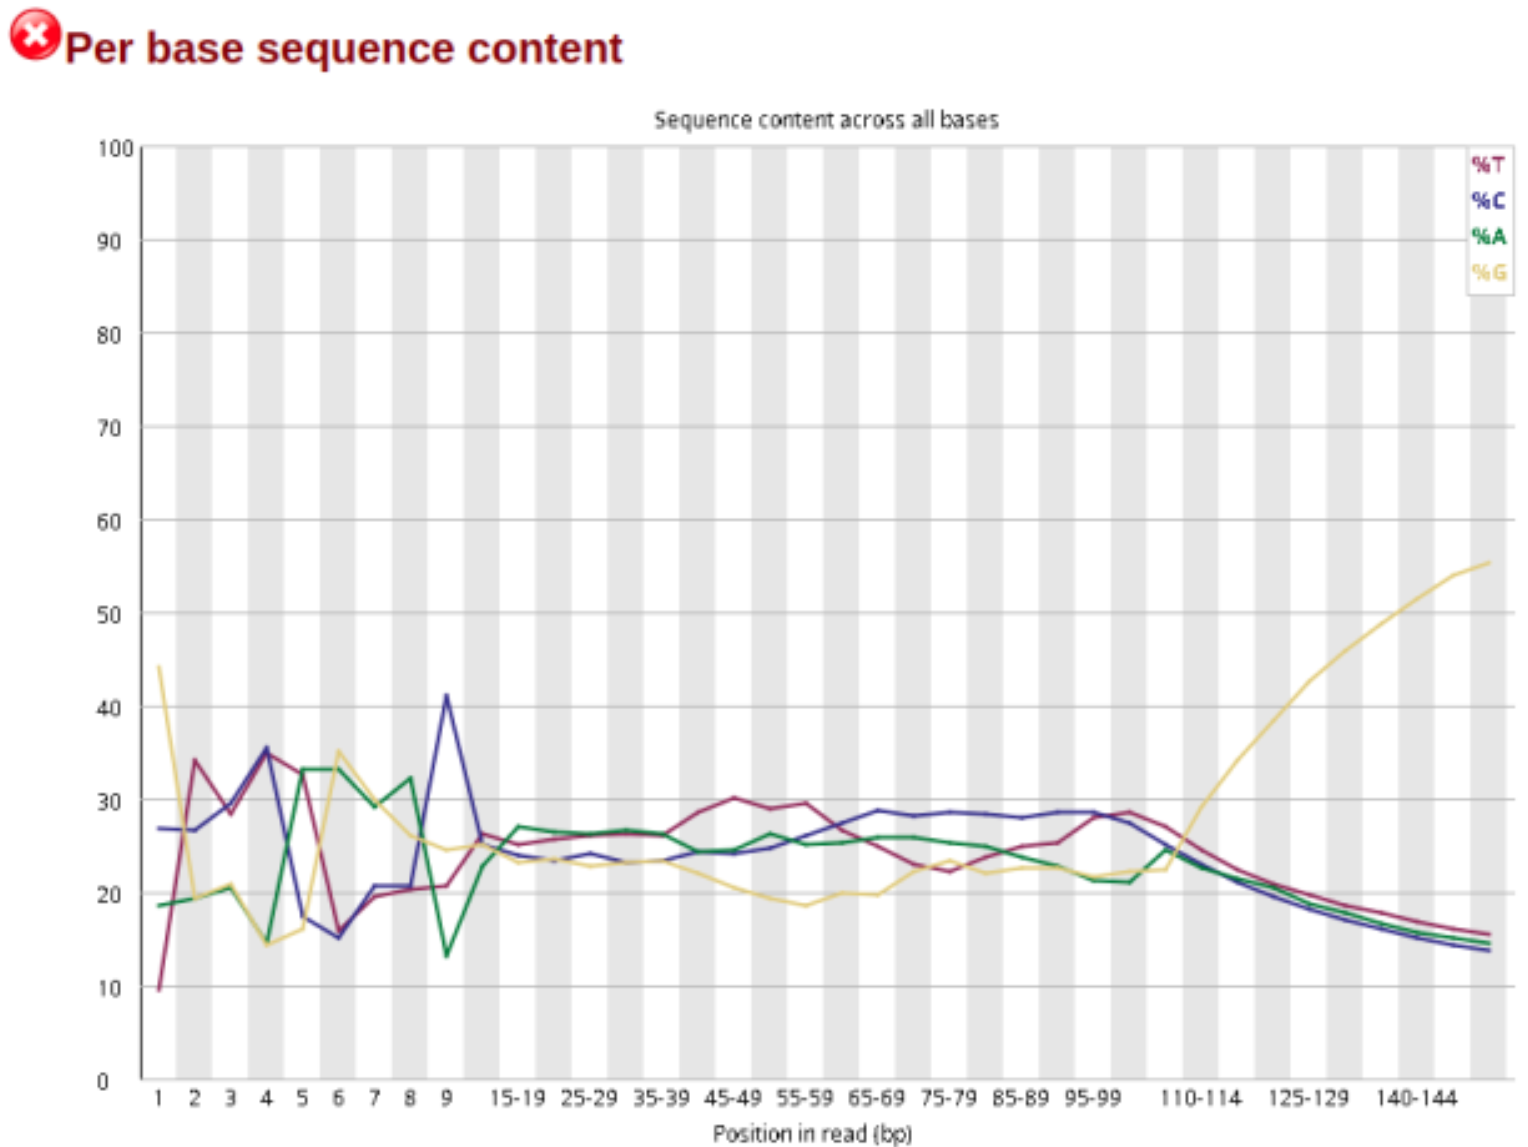 Per base sequence content
Sequence content across all bases
100
%T
%C
%A
%G
90
80
70
60
50
40
30
20
10
0
1 2 3 4 5 6 7 8 9 15-19 25-29 35-39 45-49 55-59 65-69 75-79 85-89 95-99 110-114 125-129 140-144
Position in read (bp)